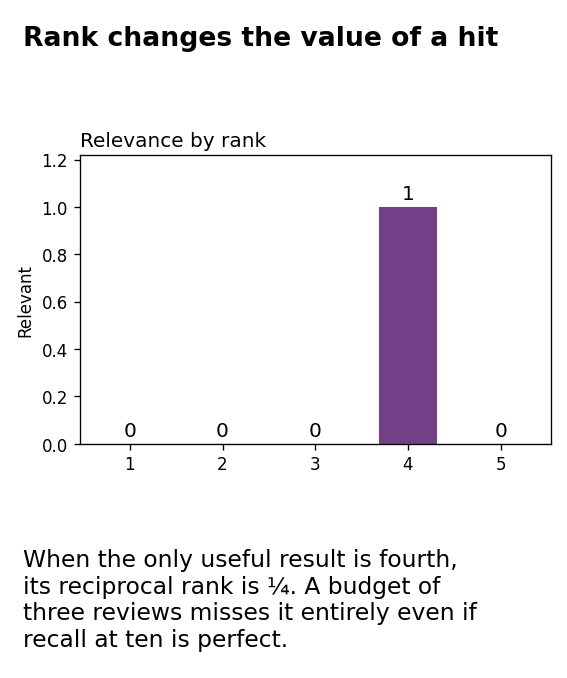 Rank changes the value of a hit
Relevance by rank
1.2
1.0
0.8
0.6
0.4
0.2
0.0
Relevant
0
0
0
1
0
1
2
3
4
5
When the only useful result is fourth,
its reciprocal rank is ¼. A budget of
three reviews misses it entirely even if
recall at ten is perfect.